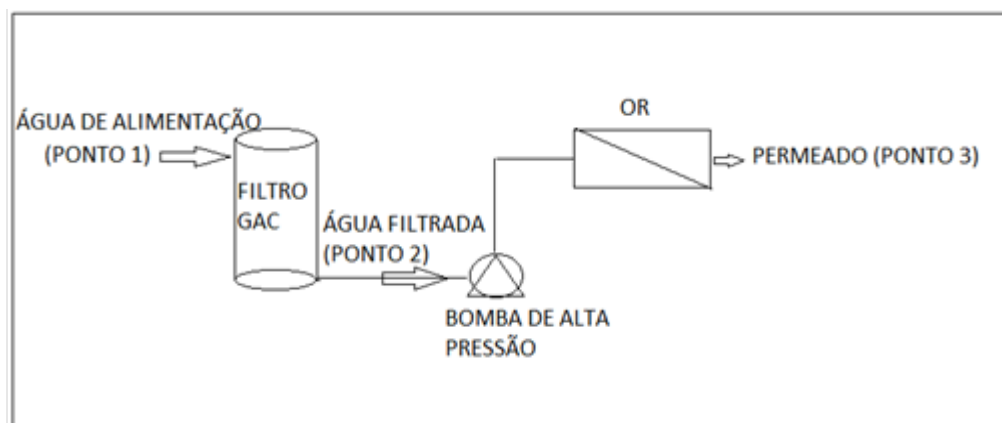 ÁGUA DE ALIMENTAÇÃO
(PONTO 1)
FILTRO
GAC
ÁGUA FILTRADA
(PONTO 2)
BOMBA DE ALTA
PRESSÃO
OR
PERMEADO (PONTO 3)